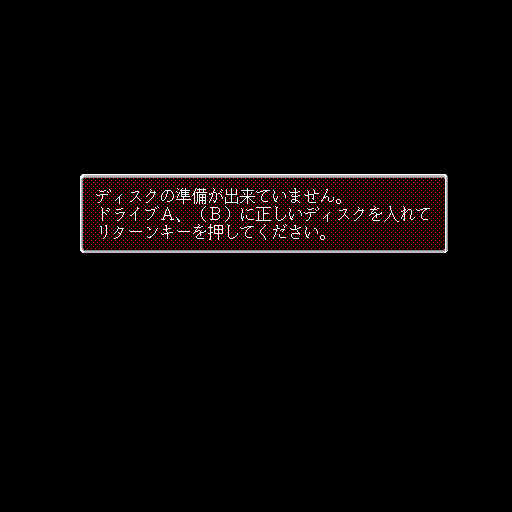 ディスクの準備が出来ていません。
ドライブA、（B）に正しいディスクを入れて
リターンキーを押してください。